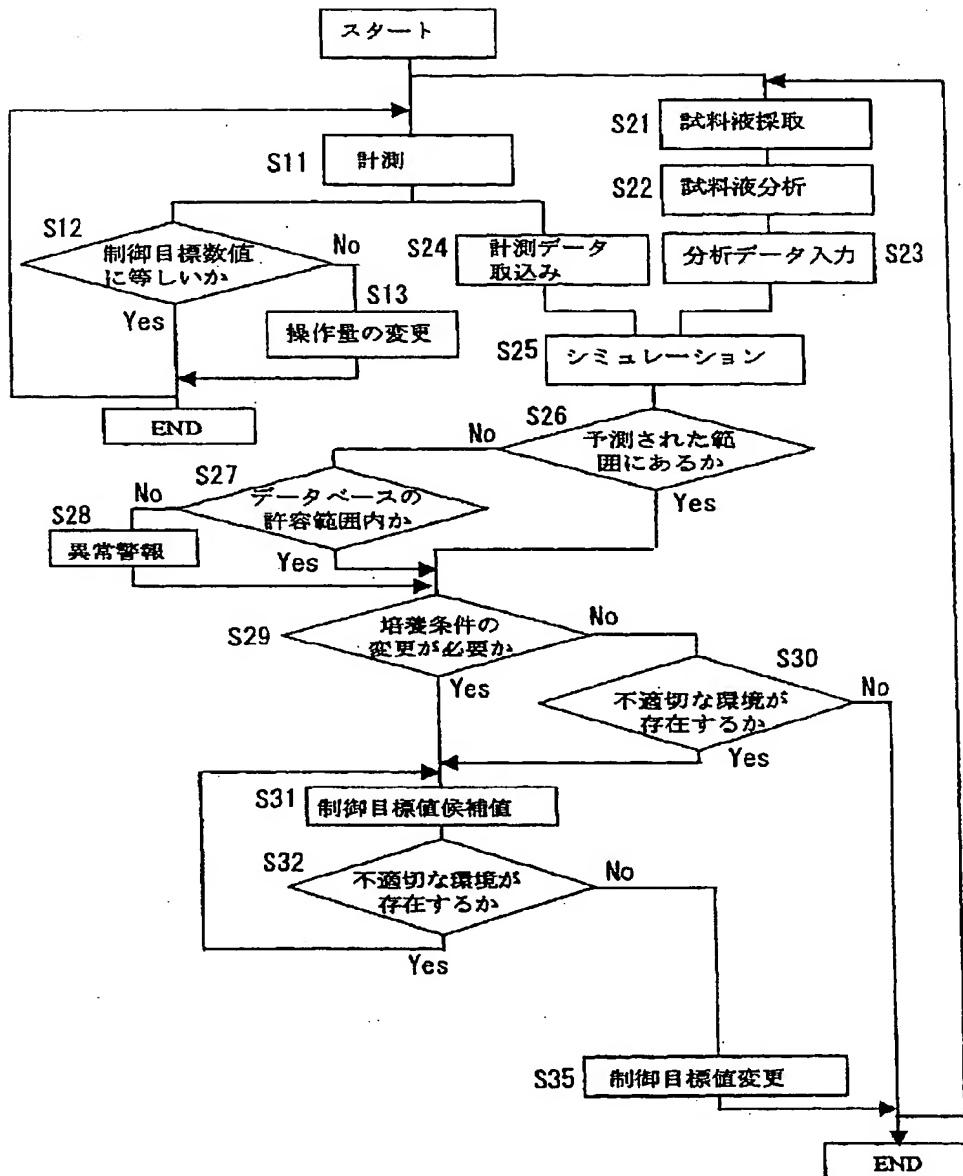 スタート
S21
試料液採取
S11
計測
S22
試料液分析
S12
制御目標数値
に等しいか
No
S24
計測データ
取込み
分析データ入力
S23
S13
Yes
操作量の変更
S25
シミュレーション
END
S26
No
予測された範
囲にあるか
S27
No
データベースの
許容範囲内か
Yes
S28
異常警報
Yes
S29
培養条件の
変更が必要か
No
S30
Yes
不適切な環境が
存在するか
No
Yes
S31
制御目標値候補値
S32
不適切な環境が
存在するか
No
Yes
S35
制御目標値変更
END